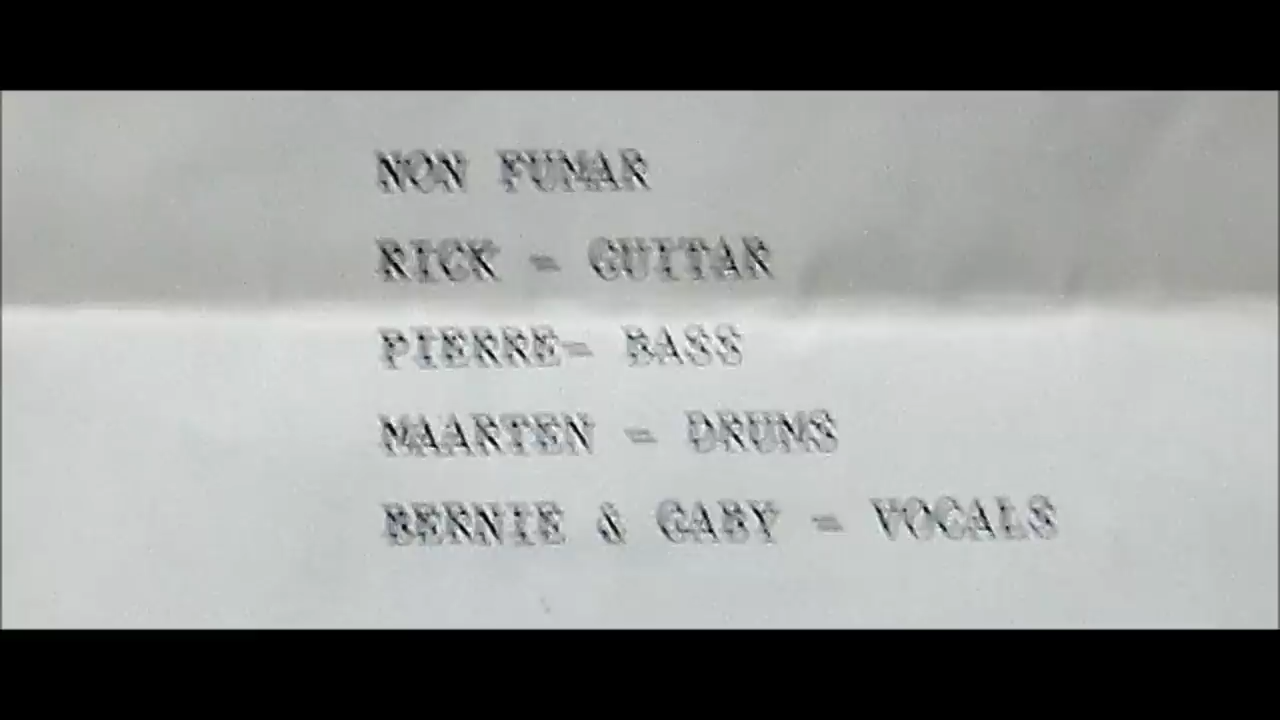 NON FUMAR
RICK = GUITAR
PIERRE= BASS
MAARTEN = DRUMS
BERNIE & GABY = VOCALS